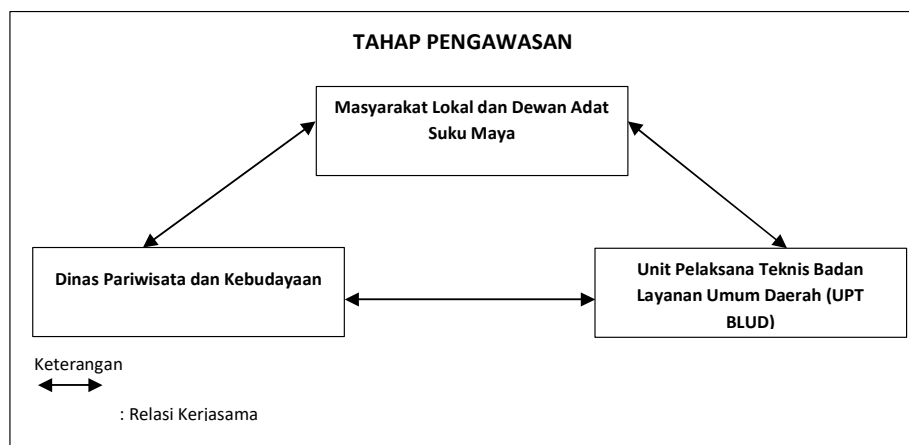 TAHAP PENGAWASAN
Masyarakat Lokal dan Dewan Adat
Suku Maya
Dinas Pariwisata dan Kebudayaan
Unit Pelaksana Teknis Badan
Layanan Umum Daerah (UPT
BLUD)
Keterangan
: Relasi Kerjasama